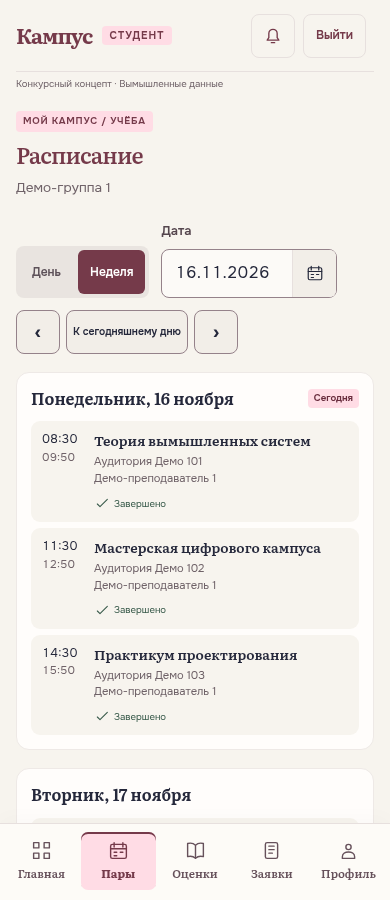 Кампус СТУДЕНТ Выйти
Конкурсный концепт · Вымышленные данные
МОЙ КАМПУС / УЧЁБА
Расписание
Демо-группа 1
Дата
День Неделя 16.11.2026
‹ К сегодняшнему дню ›
Понедельник, 16 ноября Сегодня
08:30 Теория вымышленных систем
09:50 Аудитория Демо 101
Демо-преподаватель 1
Завершено
11:30 Мастерская цифрового кампуса
12:50 Аудитория Демо 102
Демо-преподаватель 1
Завершено
14:30 Практикум проектирования
15:50 Аудитория Демо 103
Демо-преподаватель 1
Завершено
Вторник, 17 ноября
Главная Пары Оценки Заявки Профиль